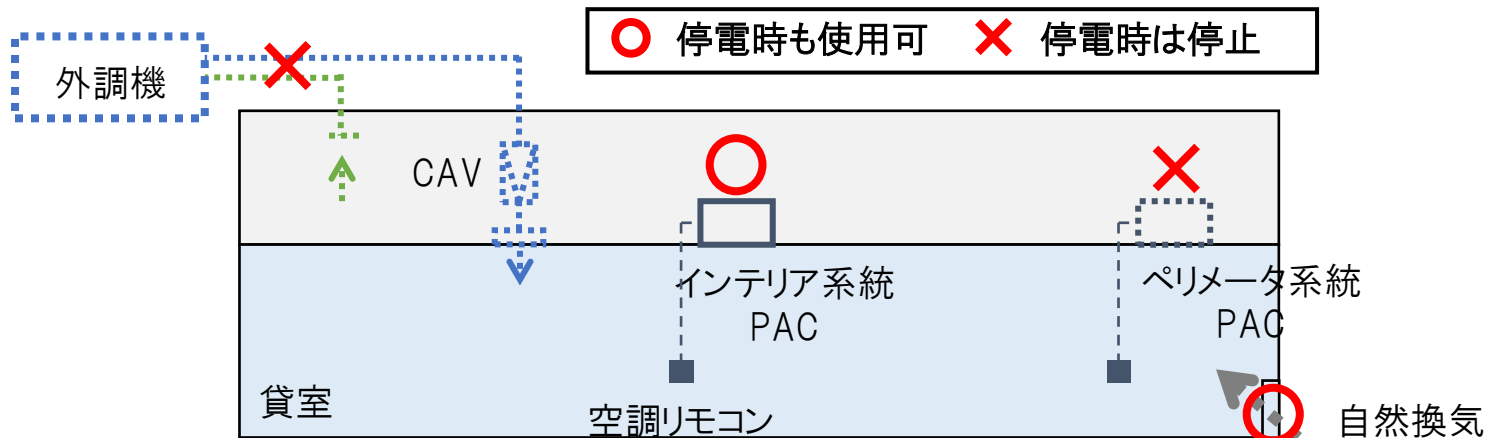 停電時も使用可 停電時は停止
外調機
CAV
インテリア系統
PAC
ペリメータ系統
PAC
貸室
空調リモコン
自然換気